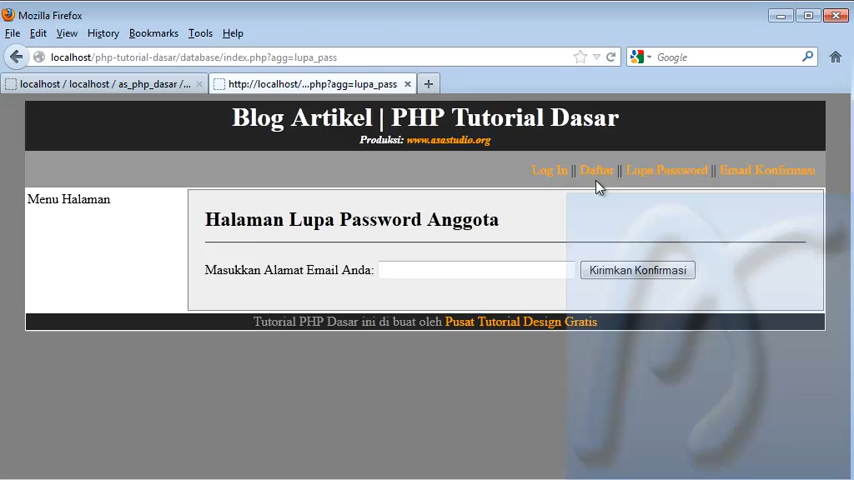 Mozilla Firefox
File Edit View History Bookmarks Tools Help
localhost/php-tutorial-dasar/database/index.php?agg=lupa_pass
Google
localhost / localhost / as_php_dasar /...
http://localhost/...php?agg=lupa_pass
Blog Artikel | PHP Tutorial Dasar
Produksi: www.asastudio.org
Log In || Daftar || Lupa Password || Email Konfirmasi
Menu Halaman
Halaman Lupa Password Anggota
Masukkan Alamat Email Anda:
Kirimkan Konfirmasi
Tutorial PHP Dasar ini di buat oleh Pusat Tutorial Design Gratis